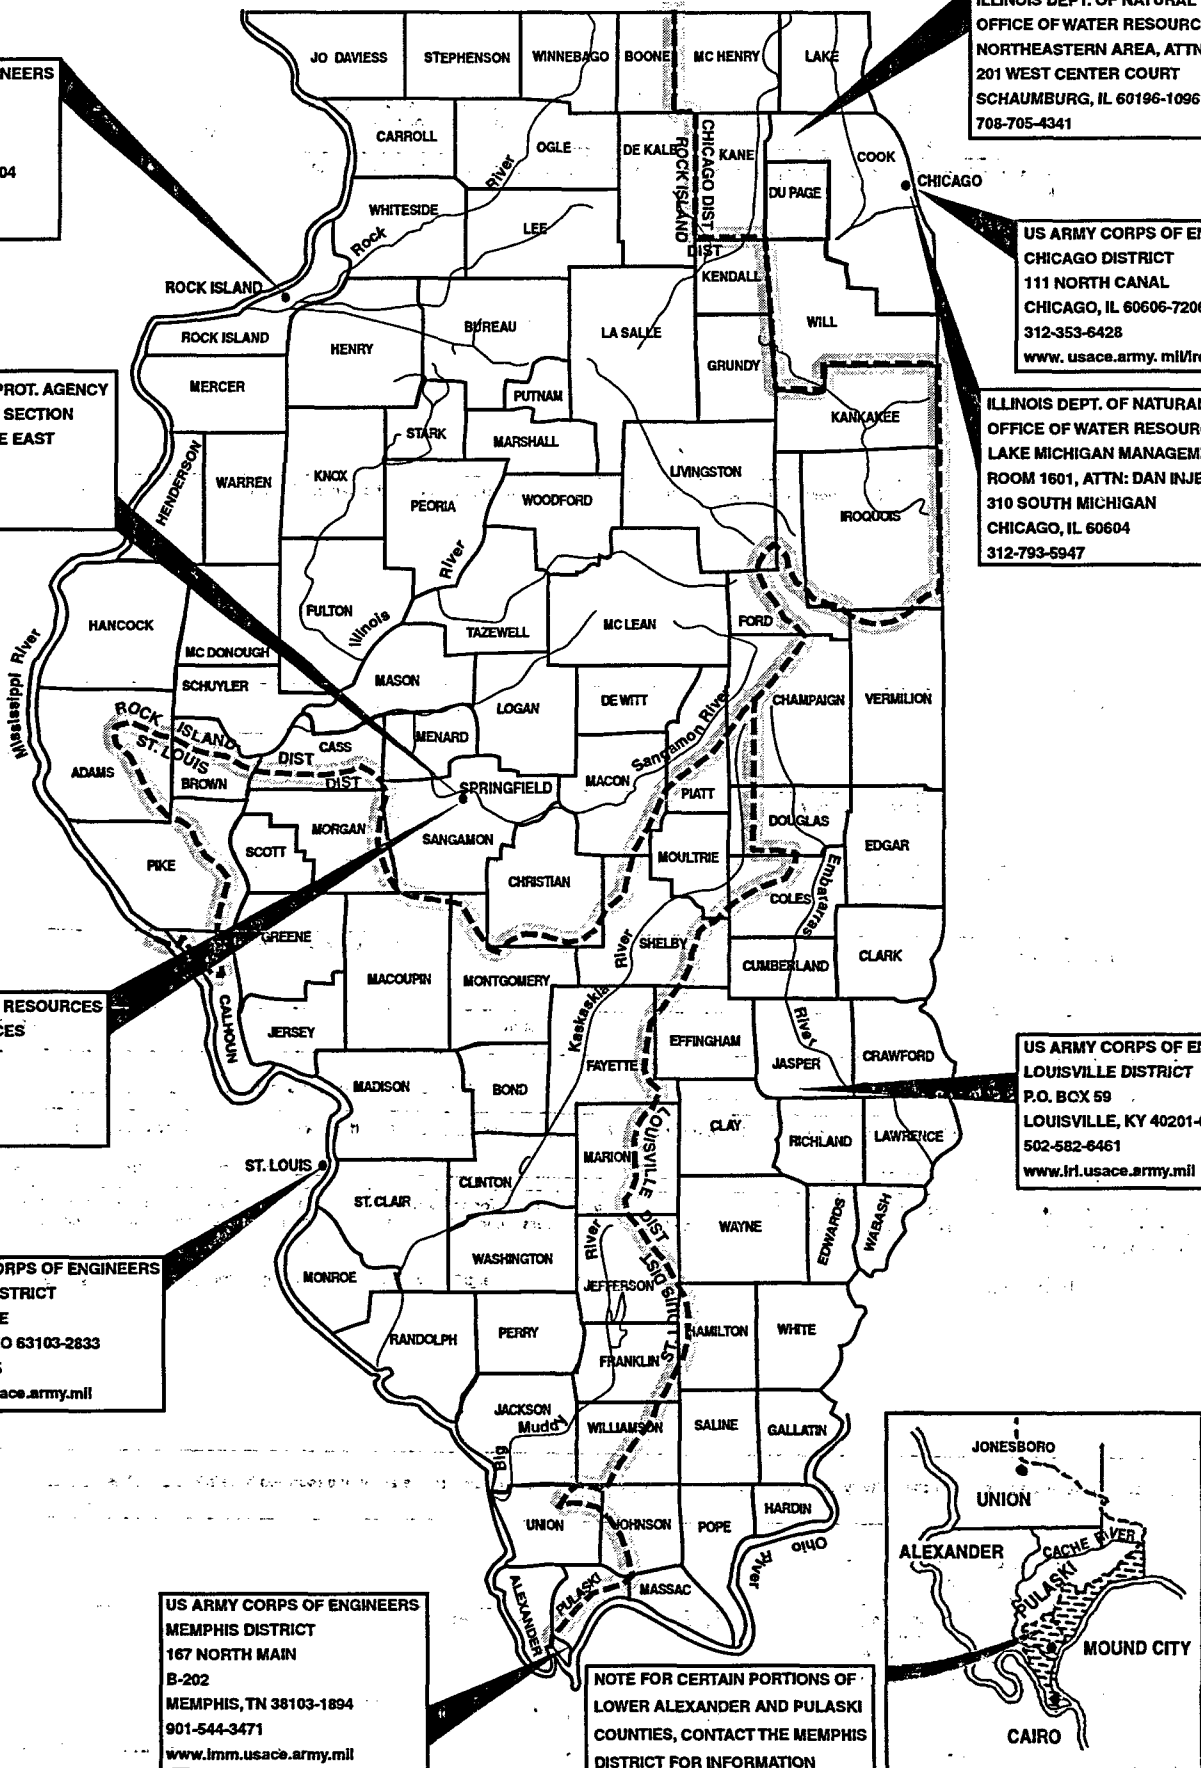 ILLINOIS DEPT. OF NATURAL
OFFICE OF WATER RESOURC
NORTHEASTERN AREA, ATTN
201 WEST CENTER COURT
SCHAUMBURG, IL 60196-1096
708-705-4341
NEERS
04
US ARMY CORPS OF EN
CHICAGO DISTRICT
111 NORTH CANAL
CHICAGO, IL 60606-7206
312-353-6428
www. usace.army. mil/lrc
PROT. AGENCY
SECTION
E EAST
ILLINOIS DEPT. OF NATURAL
OFFICE OF WATER RESOUR
LAKE MICHIGAN MANAGEM
ROOM 1601, ATTN: DAN INJE
310 SOUTH MICHIGAN
CHICAGO, IL 60604
312-793-5947
RESOURCES
CES
US ARMY CORPS OF EN
LOUISVILLE DISTRICT
P.O. BOX 59
LOUISVILLE, KY 40201-
502-582-6461
www.lrl.usace.army.mil
ORPS OF ENGINEERS
STRICT
E
O 63103-2833
ace.army.mil
US ARMY CORPS OF ENGINEERS
MEMPHIS DISTRICT
167 NORTH MAIN
B-202
MEMPHIS, TN 38103-1894
901-544-3471
www.lmm.usace.army.mil
NOTE FOR CERTAIN PORTIONS OF
LOWER ALEXANDER AND PULASKI
COUNTIES, CONTACT THE MEMPHIS
DISTRICT FOR INFORMATION
JO DAVIESS
STEPHENSON
WINNEBAGO
BOONE
MC HENRY
LAKE
CARROLL
OGLE
DE KALB
ROCK ISLAND
CHICAGO DIST
DIST
KANE
COOK
DU PAGE
CHICAGO
WHITESIDE
Rock
River
LEE
KENDALL
ROCK ISLAND
ROCK ISLAND
HENRY
BUREAU
LA SALLE
WILL
GRUNDY
MERCER
PUTNAM
KANKAKEE
STARK
MARSHALL
HENDERSON
WARREN
KNOX
PEORIA
WOODFORD
LIVINGSTON
IROQUOIS
River
Illinois
HANCOCK
MC DONOUGH
FULTON
TAZEWELL
MC LEAN
FORD
Mississippi River
SCHUYLER
MASON
LOGAN
DE WITT
CHAMPAIGN
VERMILION
ROCK ISLAND
DIST
ST. LOUIS
DIST
CASS
MENARD
Sangamon River
ADAMS
BROWN
SPRINGFIELD
MACON
PIATT
MORGAN
SANGAMON
DOUGLAS
EDGAR
PIKE
SCOTT
CHRISTIAN
MOULTRIE
COLES
Embarras
River
GREENE
MACOUPIN
MONTGOMERY
SHELBY
CUMBERLAND
CLARK
CALHOUN
JERSEY
Kaskaskia
River
FAYETTE
EFFINGHAM
JASPER
CRAWFORD
MADISON
BOND
CLAY
RICHLAND
LAWRENCE
ST. LOUIS
MARION
LOUISVILLE DIST
ST. LOUIS DIST
ST. CLAIR
CLINTON
WAYNE
EDWARDS
WABASH
MONROE
WASHINGTON
River
JEFFERSON
RANDOLPH
PERRY
FRANKLIN
HAMILTON
WHITE
JACKSON
Big
Muddy
WILLIAMSON
SALINE
GALLATIN
UNION
JOHNSON
POPE
HARDIN
Ohio
River
ALEXANDER
PULASKI
MASSAC
JONESBORO
UNION
ALEXANDER
CACHE RIVER
PULASKI
MOUND CITY
CAIRO